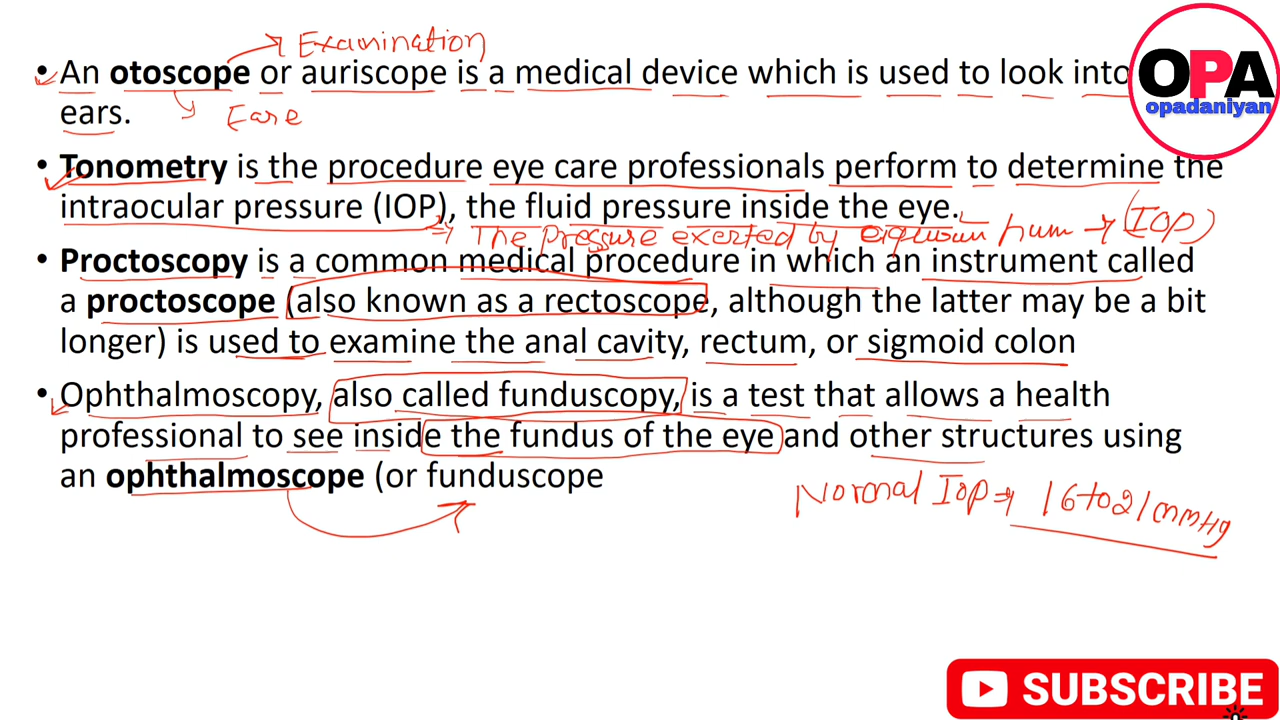 Examination
• An otoscope or auriscope is a medical device which is used to look into
ears.
Eare
• Tonometry is the procedure eye care professionals perform to determine the
intraocular pressure (IOP), the fluid pressure inside the eye.
The pressure exerted by hum → (IOP)
• Proctoscopy is a common medical procedure in which an instrument called
a proctoscope (also known as a rectoscope, although the latter may be a bit
longer) is used to examine the anal cavity, rectum, or sigmoid colon
• Ophthalmoscopy, also called funduscopy, is a test that allows a health
professional to see inside the fundus of the eye and other structures using
an ophthalmoscope (or funduscope
Normal IOP → 16 to 21 mmHg
OPA
opadaniyan
SUBSCRIBE